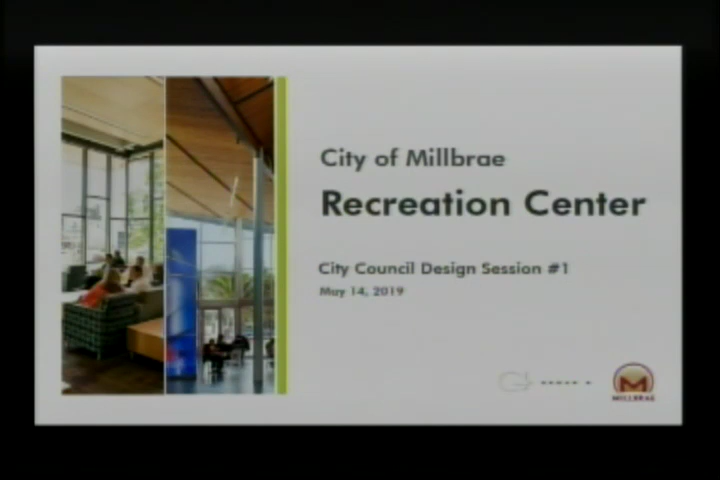 City of Millbrae
Recreation Center
City Council Design Session #1
May 14, 2019
MILLBRAE